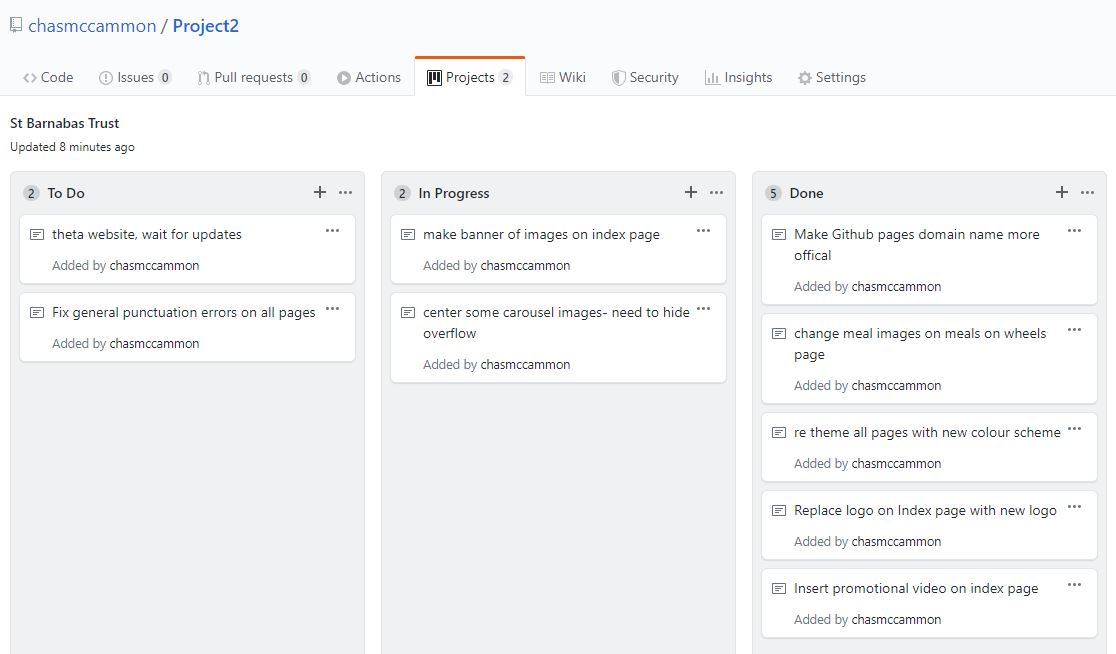 chasmccammon / Project2
Code Issues 0 Pull requests 0 Actions Projects 2 Wiki Security Insights Settings
St Barnabas Trust
Updated 8 minutes ago
2 To Do
theta website, wait for updates
Added by chasmccammon
Fix general punctuation errors on all pages
Added by chasmccammon
2 In Progress
make banner of images on index page
Added by chasmccammon
center some carousel images- need to hide
overflow
Added by chasmccammon
5 Done
Make Github pages domain name more
offical
Added by chasmccammon
change meal images on meals on wheels
page
Added by chasmccammon
re theme all pages with new colour scheme
Added by chasmccammon
Replace logo on Index page with new logo
Added by chasmccammon
Insert promotional video on index page
Added by chasmccammon